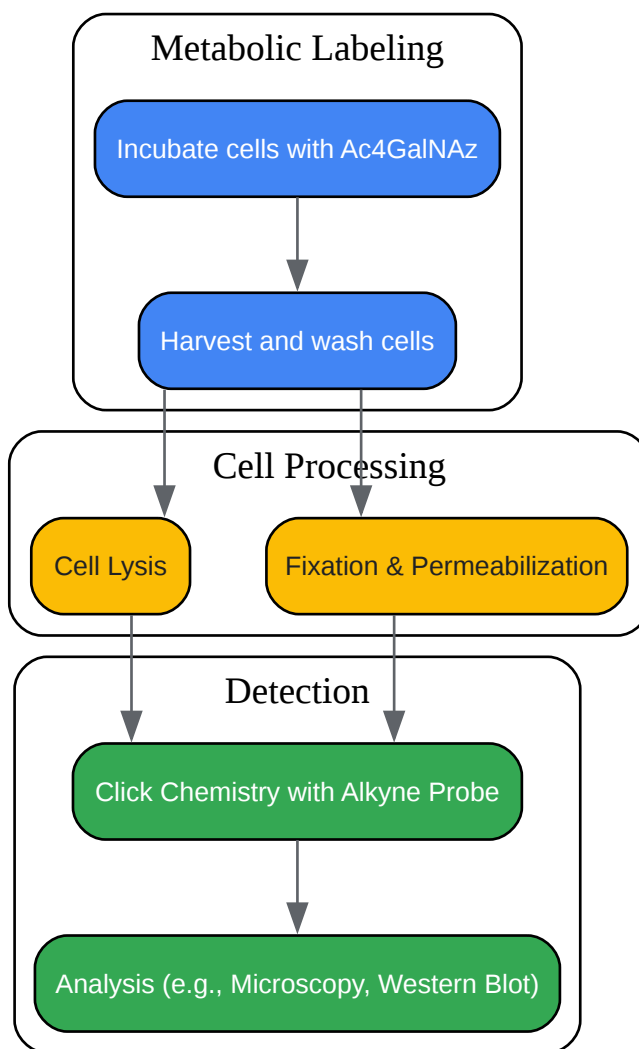 Metabolic Labeling
Incubate cells with Ac4GalNAz
Harvest and wash cells
Cell Processing
Cell Lysis
Fixation & Permeabilization
Detection
Click Chemistry with Alkyne Probe
Analysis (e.g., Microscopy, Western Blot)